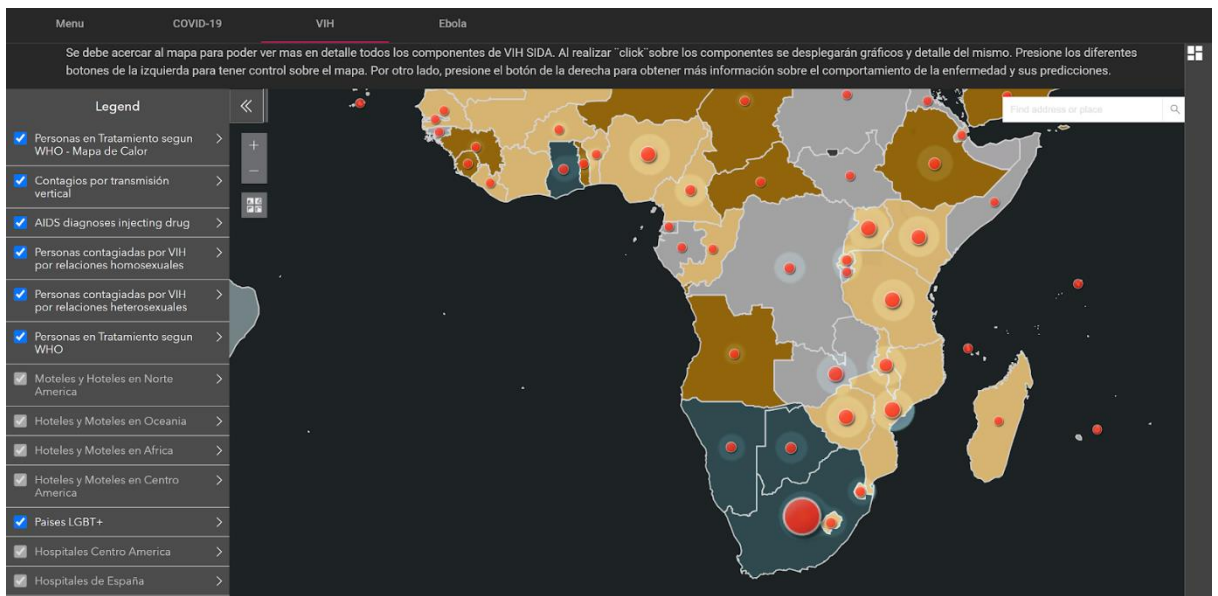 Menu COVID-19 VIH Ebola
Se debe acercar al mapa para poder ver mas en detalle todos los componentes de VIH SIDA. Al realizar ¨click¨sobre los componentes se desplegarán gráficos y detalle del mismo. Presione los diferentes
botones de la izquierda para tener control sobre el mapa. Por otro lado, presione el botón de la derecha para obtener más información sobre el comportamiento de la enfermedad y sus predicciones.
Legend
Find address or place
Personas en Tratamiento segun
WHO - Mapa de Calor
Contagios por transmisión
vertical
AIDS diagnoses injecting drug
Personas contagiadas por VIH
por relaciones homosexuales
Personas contagiadas por VIH
por relaciones heterosexuales
Personas en Tratamiento segun
WHO
Moteles y Hoteles en Norte
America
Hoteles y Moteles en Oceania
Hoteles y Moteles en Africa
Hoteles y Moteles en Centro
America
Paises LGBT+
Hospitales Centro America
Hospitales de España